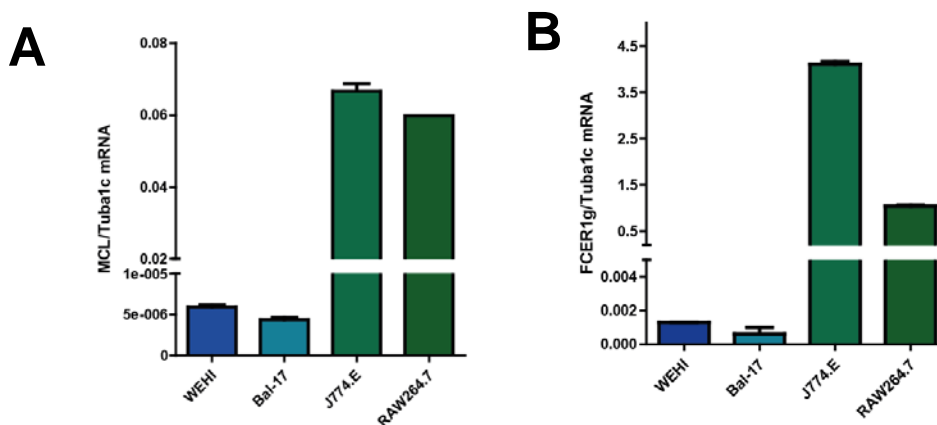 A
MCL/Tuba1c mRNA
0.08
0.06
0.04
0.02
1e-005
5e-006
0
WEHI
Bal-17
J774.E
RAW264.7
B
FCER1g/Tuba1c mRNA
4.5
3.5
2.5
1.5
0.5
0.004
0.002
0.000
WEHI
Bal-17
J774.E
RAW264.7